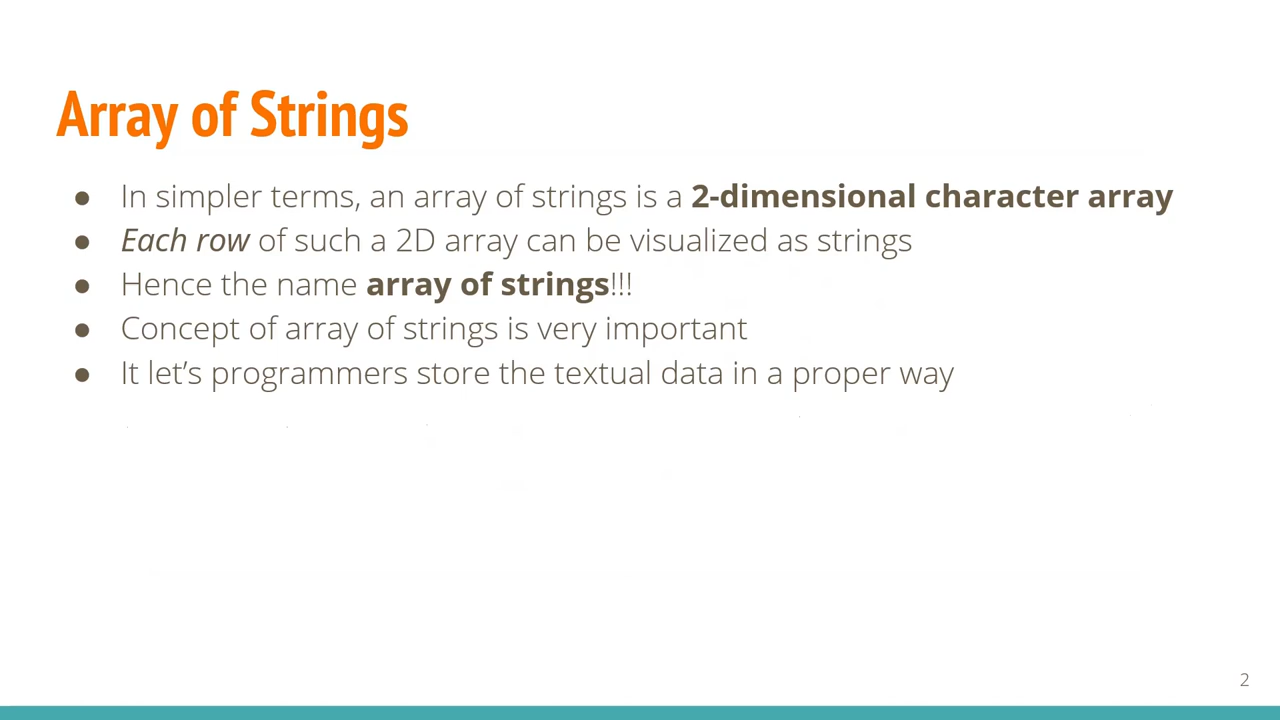 Array of Strings
● In simpler terms, an array of strings is a 2-dimensional character array
● Each row of such a 2D array can be visualized as strings
● Hence the name array of strings!!!
● Concept of array of strings is very important
● It let’s programmers store the textual data in a proper way
2